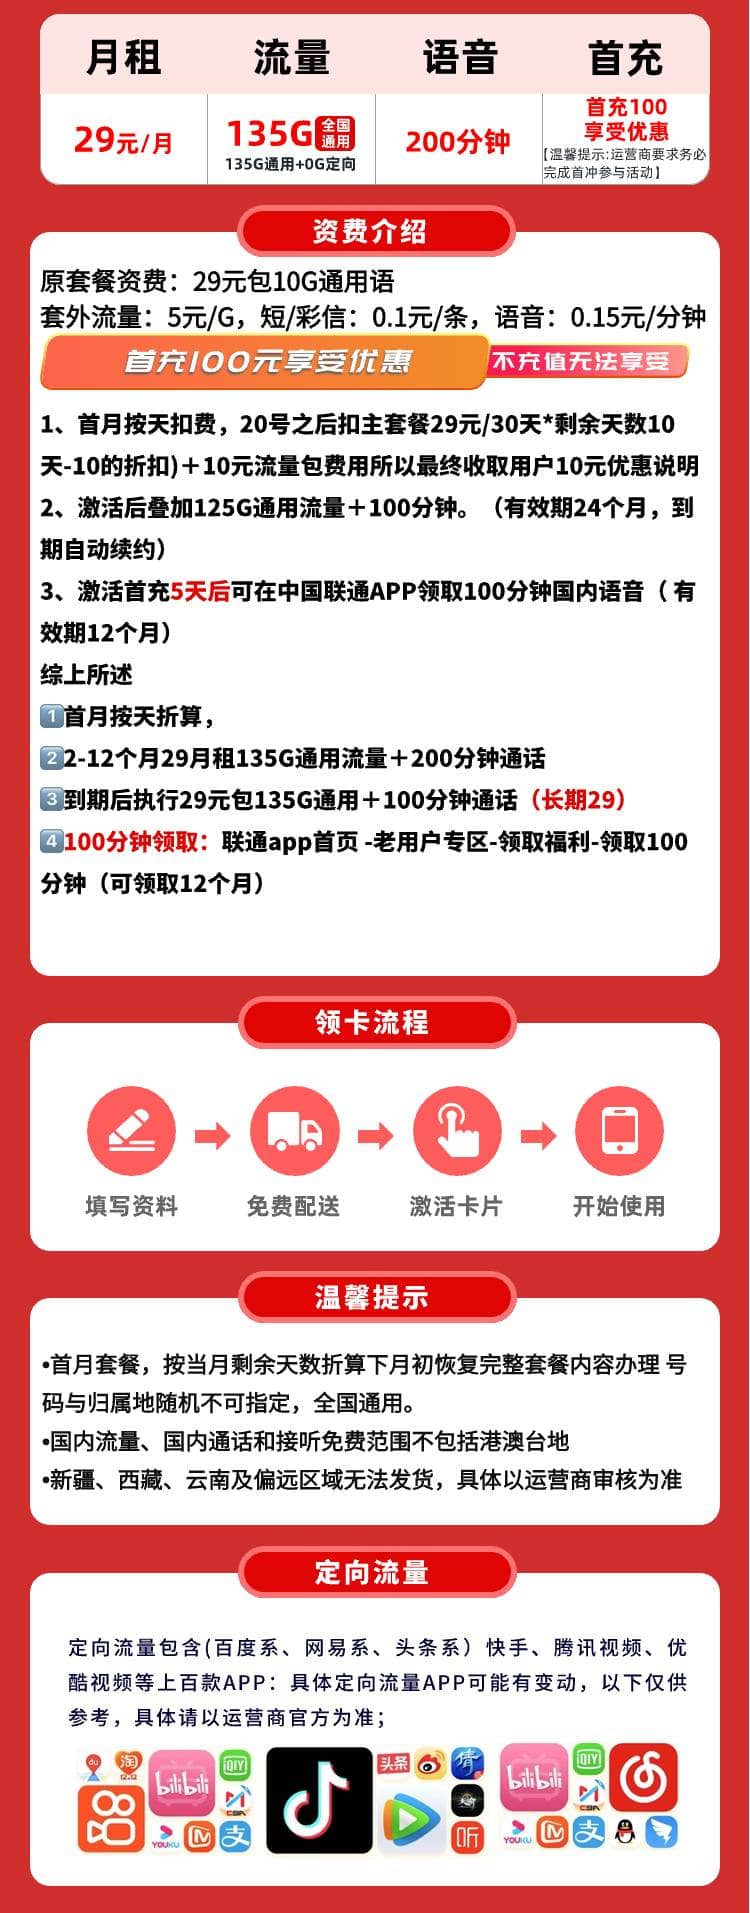 月租 流量 语音 首充
29元/月 135G 全国通用 200分钟 首充100
享受优惠
135G通用+0G定向
【温馨提示:运营商要求务必
完成首冲参与活动】
资费介绍
原套餐资费：29元包10G通用语
套外流量：5元/G，短/彩信：0.1元/条，语音：0.15元/分钟
首充100元享受优惠 不充值无法享受
1、首月按天扣费，20号之后扣主套餐29元/30天*剩余天数10
天-10的折扣)＋10元流量包费用所以最终收取用户10元优惠说明
2、激活后叠加125G通用流量＋100分钟。（有效期24个月，到
期自动续约）
3、激活首充5天后可在中国联通APP领取100分钟国内语音（ 有
效期12个月）
综上所述
1首月按天折算，
2 2-12个月29月租135G通用流量＋200分钟通话
3到期后执行29元包135G通用＋100分钟通话（长期29）
4 100分钟领取：联通app首页 -老用户专区-领取福利-领取100
分钟（可领取12个月）
领卡流程
填写资料 免费配送 激活卡片 开始使用
温馨提示
•首月套餐，按当月剩余天数折算下月初恢复完整套餐内容办理 号
码与归属地随机不可指定，全国通用。
•国内流量、国内通话和接听免费范围不包括港澳台地
•新疆、西藏、云南及偏远区域无法发货，具体以运营商审核为准
定向流量
定向流量包含(百度系、网易系、头条系）快手、腾讯视频、优
酷视频等上百款APP：具体定向流量APP可能有变动，以下仅供
参考，具体请以运营商官方为准；
du 淘 12.12 bilibili QIY CBA YOUKU 支
头条 倩 听
bilibili QIY CBA YOUKU 支